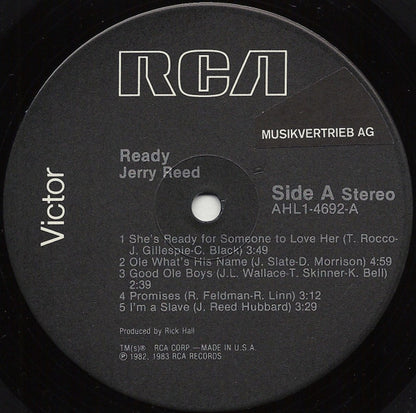 RCA
MUSIKVERTRIEB AG
Victor
Ready
Jerry Reed
Side A Stereo
AHL1-4692-A
1 She's Ready for Someone to Love Her (T. Rocco-
J. Gillespie-C. Black) 3:49
2 Ole What's His Name (J. Slate-D. Morrison) 4:59
3 Good Ole Boys (J.L. Wallace-T. Skinner-K. Bell)
2:39
4 Promises (R. Feldman-R. Linn) 3:12
5 I'm a Slave (J. Reed Hubbard) 3:29
Produced by Rick Hall
TM(s)® RCA CORP.—MADE IN U.S.A.
℗ 1982, 1983 RCA RECORDS